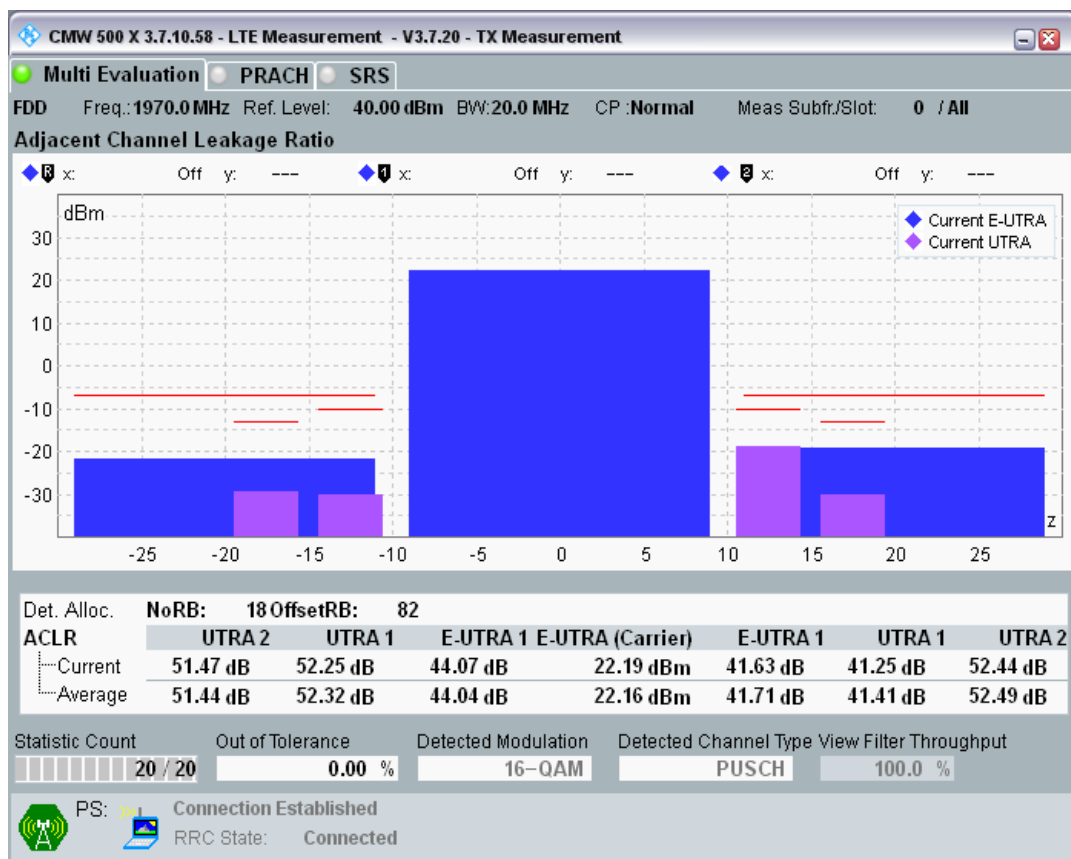 CMW 500 X 3.7.10.58 - LTE Measurement - V3.7.20 - TX Measurement
Multi Evaluation PRACH SRS
FDD Freq.:1970.0 MHz Ref. Level: 40.00 dBm BW:20.0 MHz CP :Normal Meas Subfr./Slot: 0 / All
Adjacent Channel Leakage Ratio
R x: Off y: --- 1 x: Off y: --- 2 x: Off y: ---
dBm
Current E-UTRA
Current UTRA
30
20
10
0
-10
-20
-30
z
-25 -20 -15 -10 -5 0 5 10 15 20 25
Det. Alloc. NoRB: 18 OffsetRB: 82
ACLR UTRA 2 UTRA 1 E-UTRA 1 E-UTRA (Carrier) E-UTRA 1 UTRA 1 UTRA 2
Current 51.47 dB 52.25 dB 44.07 dB 22.19 dBm 41.63 dB 41.25 dB 52.44 dB
Average 51.44 dB 52.32 dB 44.04 dB 22.16 dBm 41.71 dB 41.41 dB 52.49 dB
Statistic Count Out of Tolerance Detected Modulation Detected Channel Type View Filter Throughput
20 / 20 0.00 % 16-QAM PUSCH 100.0 %
PS: Connection Established
RRC State: Connected